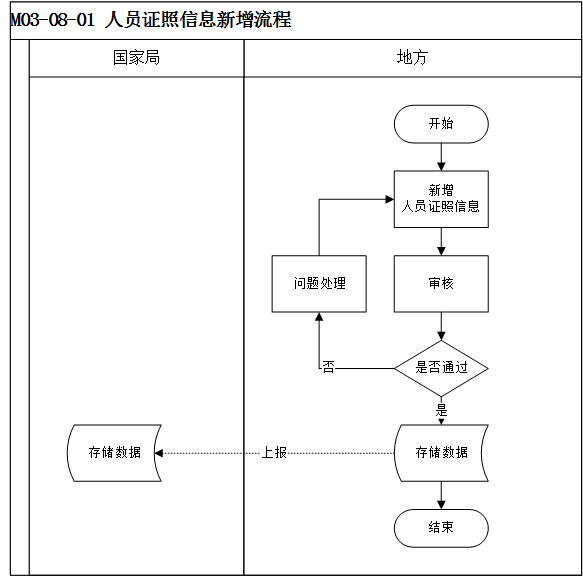 M03-08-01 人员证照信息新增流程
国家局
地方
开始
新增
人员证照信息
问题处理
审核
否
是否通过
是
存储数据
上报
存储数据
结束